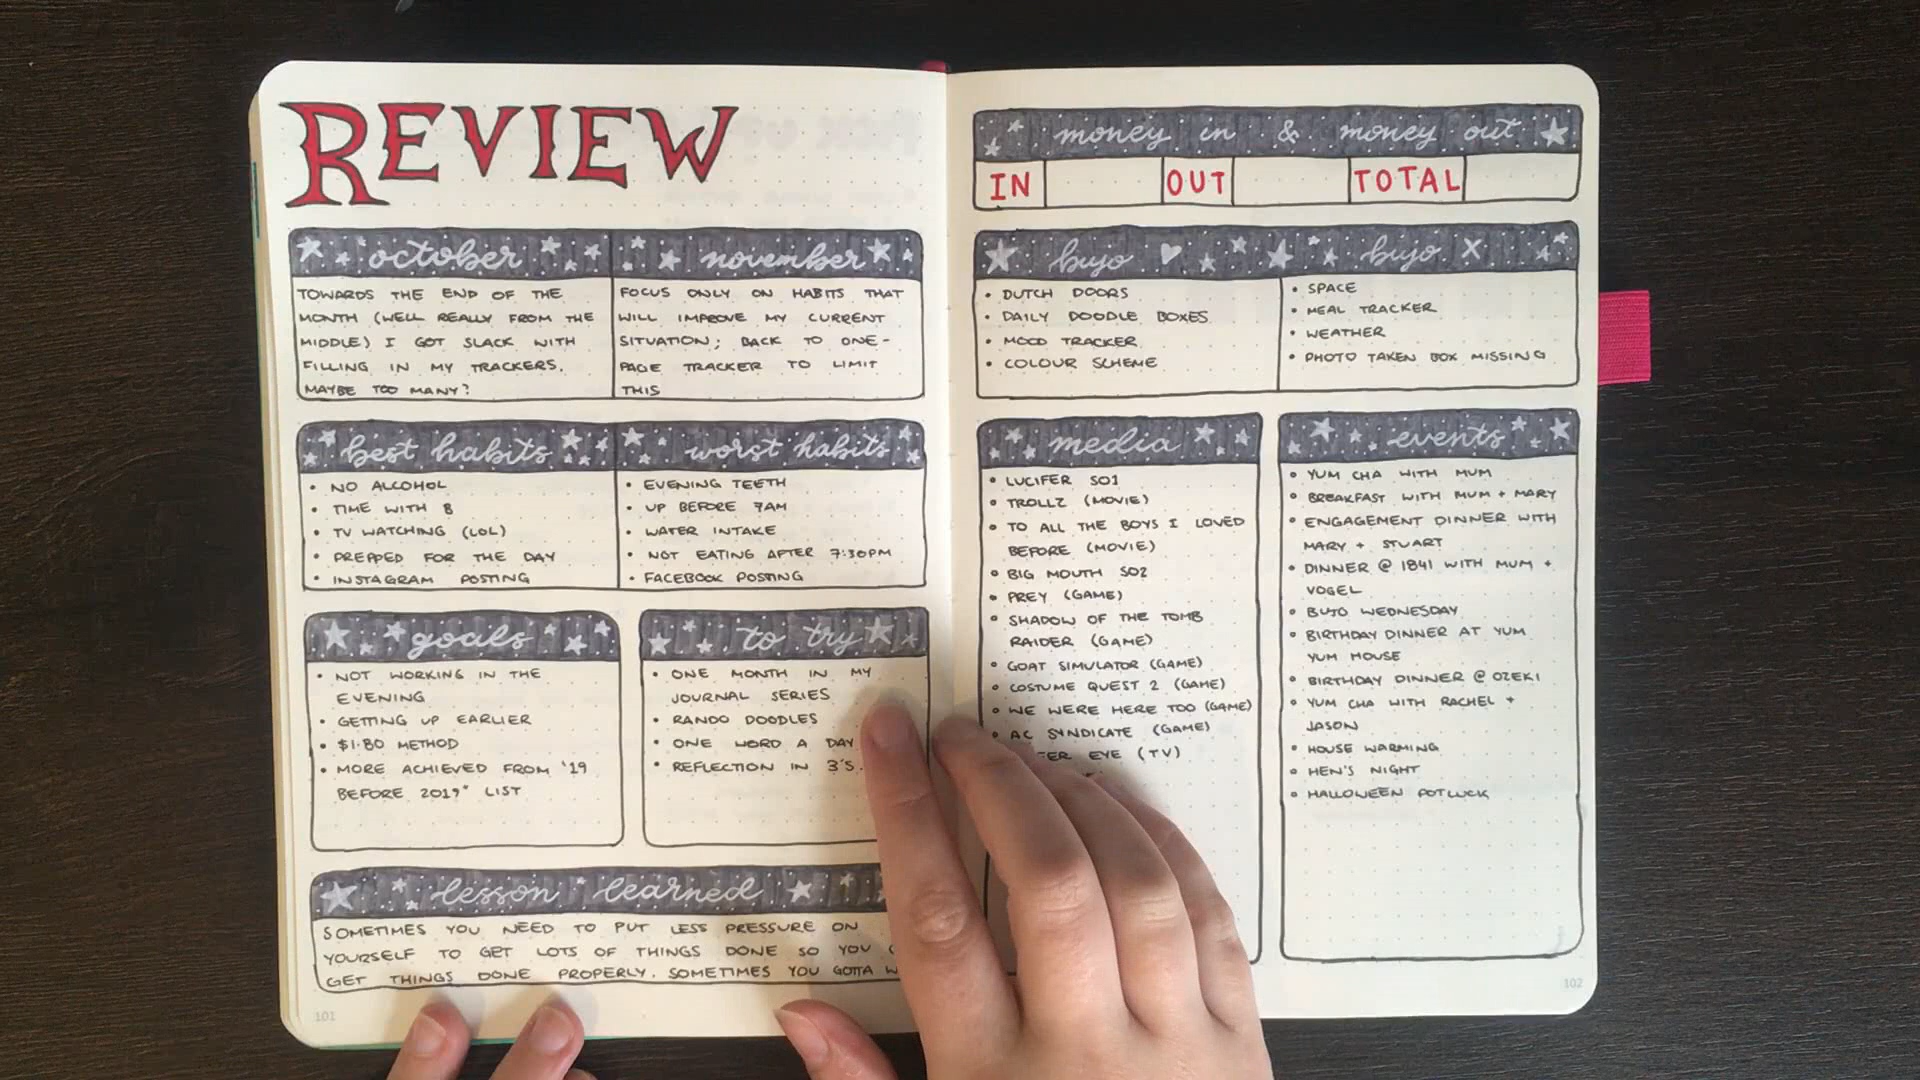 REVIEW
october
TOWARDS THE END OF THE
MONTH (WELL REALLY FROM THE
MIDDLE) I GOT SLACK WITH
FILLING IN MY TRACKERS.
MAYBE TOO MANY?
november
FOCUS ONLY ON HABITS THAT
WILL IMPROVE MY CURRENT
SITUATION; BACK TO ONE-
PAGE TRACKER TO LIMIT
THIS
best habits
• NO ALCOHOL
• TIME WITH B
• TV WATCHING (LOL)
• PREPPED FOR THE DAY
• INSTAGRAM POSTING
worst habits
• EVENING TEETH
• UP BEFORE 7AM
• WATER INTAKE
• NOT EATING AFTER 7:30PM
• FACEBOOK POSTING
goals
• NOT WORKING IN THE
EVENING
• GETTING UP EARLIER
• $1.80 METHOD
• MORE ACHIEVED FROM '19
BEFORE 2019" LIST
to try
• ONE MONTH IN MY
JOURNAL SERIES
• RANDO DOODLES
• ONE WORD A DAY
• REFLECTION IN 3'S.
lesson learned
SOMETIMES YOU NEED TO PUT LESS PRESSURE ON
YOURSELF TO GET LOTS OF THINGS DONE SO YOU
GET THINGS DONE PROPERLY. SOMETIMES YOU GOTTA
101
money in & money out
IN OUT TOTAL
bujo ♥
• DUTCH DOORS
• DAILY DOODLE BOXES
• MOOD TRACKER
• COLOUR SCHEME
bujo X
• SPACE
• MEAL TRACKER
• WEATHER
• PHOTO TAKEN BOX MISSING
media
• LUCIFER S01
• TROLLZ (MOVIE)
• TO ALL THE BOYS I LOVED
BEFORE (MOVIE)
• BIG MOUTH S02
• PREY (GAME)
• SHADOW OF THE TOMB
RAIDER (GAME)
• GOAT SIMULATOR (GAME)
• COSTUME QUEST 2 (GAME)
• WE WERE HERE TOO (GAME)
• AC SYNDICATE (GAME)
EYE (TV)
events
• YUM CHA WITH MUM
• BREAKFAST WITH MUM + MARY
• ENGAGEMENT DINNER WITH
MARY + STUART
• DINNER @ 1841 WITH MUM +
VOGEL
• BUJO WEDNESDAY
• BIRTHDAY DINNER AT YUM
YUM HOUSE
• BIRTHDAY DINNER @ OZEKI
• YUM CHA WITH RACHEL +
JASON
• HOUSE WARMING
• HEN'S NIGHT
• HALLOWEEN POTLUCK
102